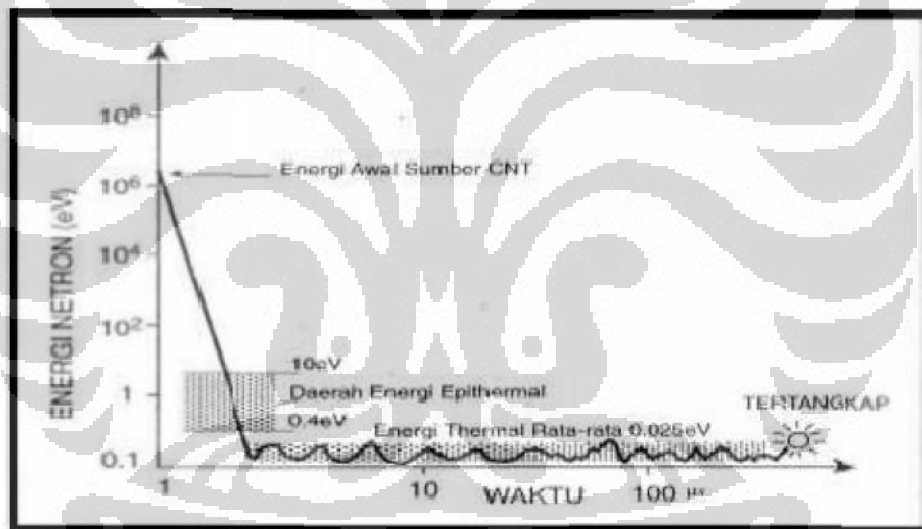 ENERGI NETRON (eV)
10⁸
10⁶
10⁴
10²
1
0.1
Energi Awal Sumber CNT
10eV
Daerah Energi Epithermal
0.4eV
Energi Thermal Rata-rata 0.025eV
TERTANGKAP
1
10
WAKTU
100